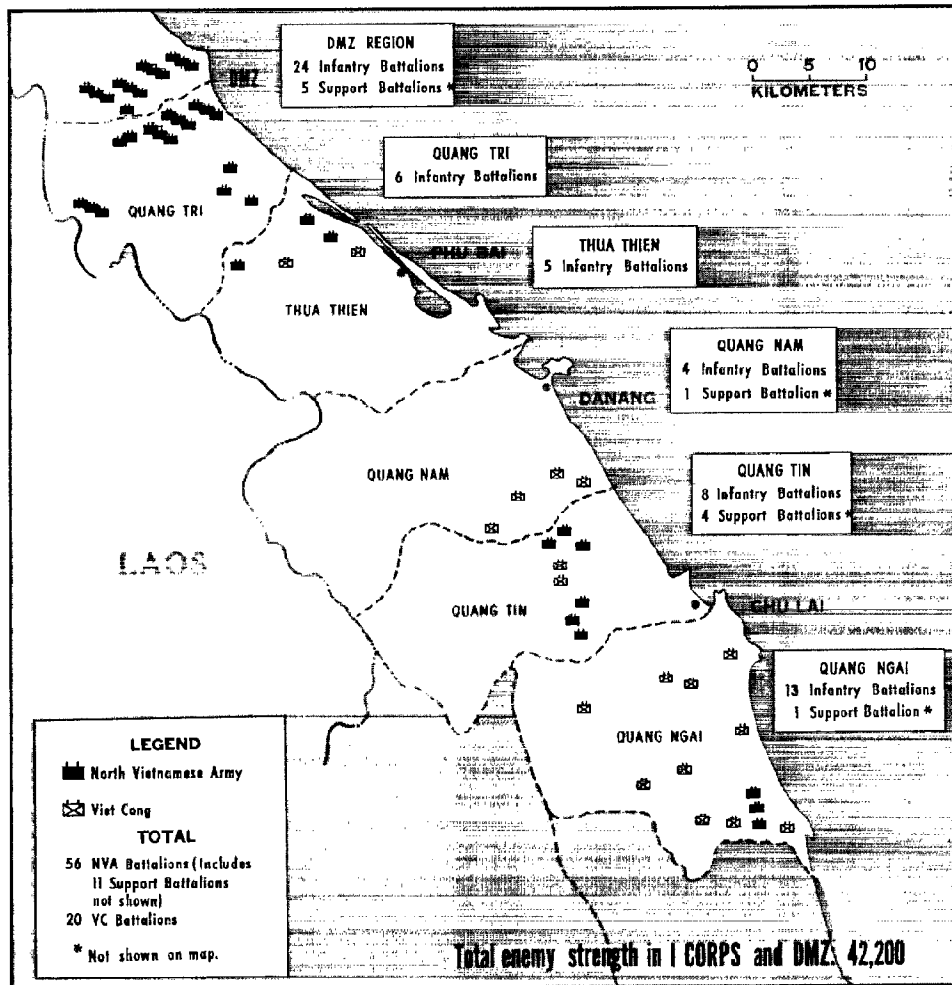 DMZ REGION
24 Infantry Battalions
5 Support Battalions *
DMZ
0 5 10
KILOMETERS
QUANG TRI
6 Infantry Battalions
QUANG TRI
THUA THIEN
5 Infantry Battalions
PHU BAI
THUA THIEN
QUANG NAM
4 Infantry Battalions
1 Support Battalion *
DANANG
QUANG NAM
QUANG TIN
8 Infantry Battalions
4 Support Battalions *
LAOS
QUANG TIN
CHU LAI
QUANG NGAI
13 Infantry Battalions
1 Support Battalion *
QUANG NGAI
LEGEND
North Vietnamese Army
Viet Cong
TOTAL
56 NVA Battalions (Includes
11 Support Battalions
not shown)
20 VC Battalions
* Not shown on map.
Total enemy strength in I CORPS and DMZ: 42,200